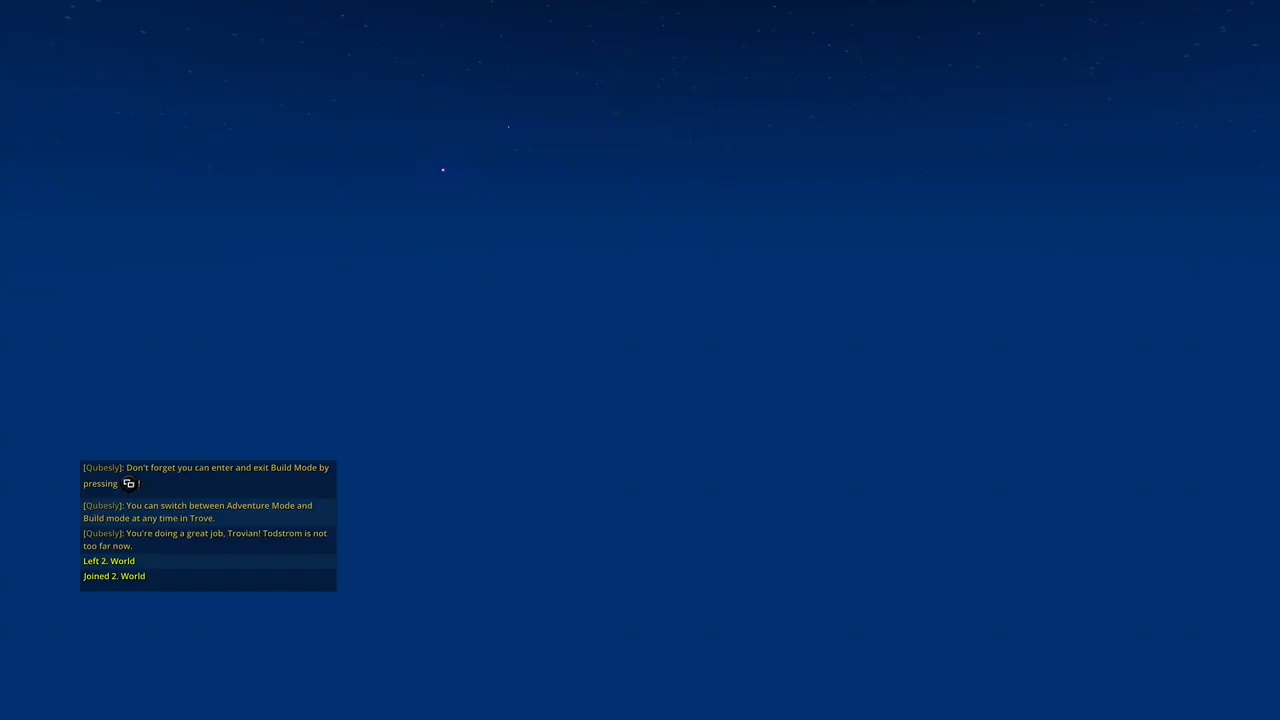 [Qubesly]: Don't forget you can enter and exit Build Mode by
pressing !
[Qubesly]: You can switch between Adventure Mode and
Build mode at any time in Trove.
[Qubesly]: You're doing a great job, Trovian! Todstrom is not
too far now.
Left 2. World
Joined 2. World